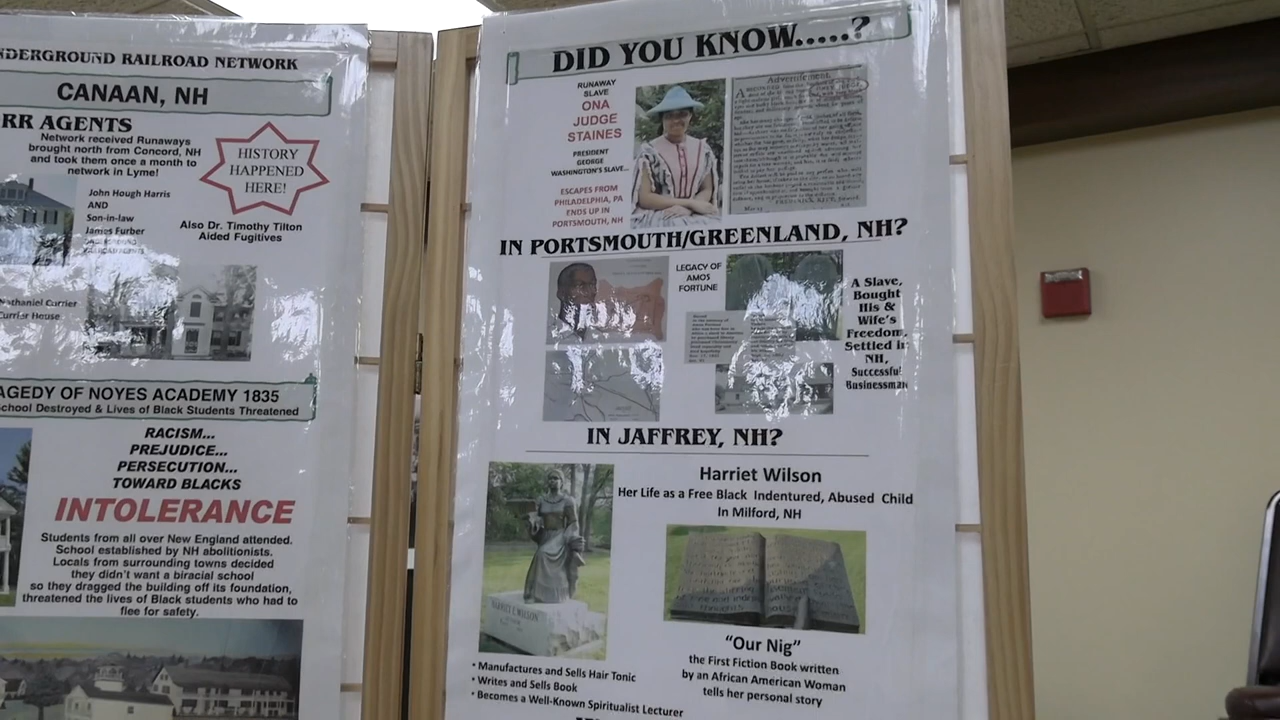 UNDERGROUND RAILROAD NETWORK
CANAAN, NH
RR AGENTS
Network received Runaways
brought north from Concord, NH
and took them once a month to
network in Lyme!
HISTORY
HAPPENED
HERE!
John Hough Harris
AND
Son-in-law
James Furber
Also Dr. Timothy Tilton
Aided Fugitives
Nathaniel Currier
Currier House
AGEDY OF NOYES ACADEMY 1835
School Destroyed & Lives of Black Students Threatened
RACISM...
PREJUDICE...
PERSECUTION...
TOWARD BLACKS
INTOLERANCE
Students from all over New England attended.
School established by NH abolitionists.
Locals from surrounding towns decided
they didn't want a biracial school
so they dragged the building off its foundation,
threatened the lives of Black students who had to
flee for safety.
DID YOU KNOW.....?
RUNAWAY
SLAVE
ONA
JUDGE
STAINES
PRESIDENT
GEORGE
WASHINGTON'S SLAVE...
ESCAPES FROM
PHILADELPHIA, PA
ENDS UP IN
PORTSMOUTH, NH
Advertisement.
IN PORTSMOUTH/GREENLAND, NH?
LEGACY OF
AMOS
FORTUNE
A Slave,
Bought
His &
Wife's
Freedom,
Settled in
NH,
Successful
Businessman
IN JAFFREY, NH?
Harriet Wilson
Her Life as a Free Black Indentured, Abused Child
In Milford, NH
HARRIET E. WILSON
"Our Nig"
the First Fiction Book written
by an African American Woman
tells her personal story
• Manufactures and Sells Hair Tonic
• Writes and Sells Book
• Becomes a Well-Known Spiritualist Lecturer